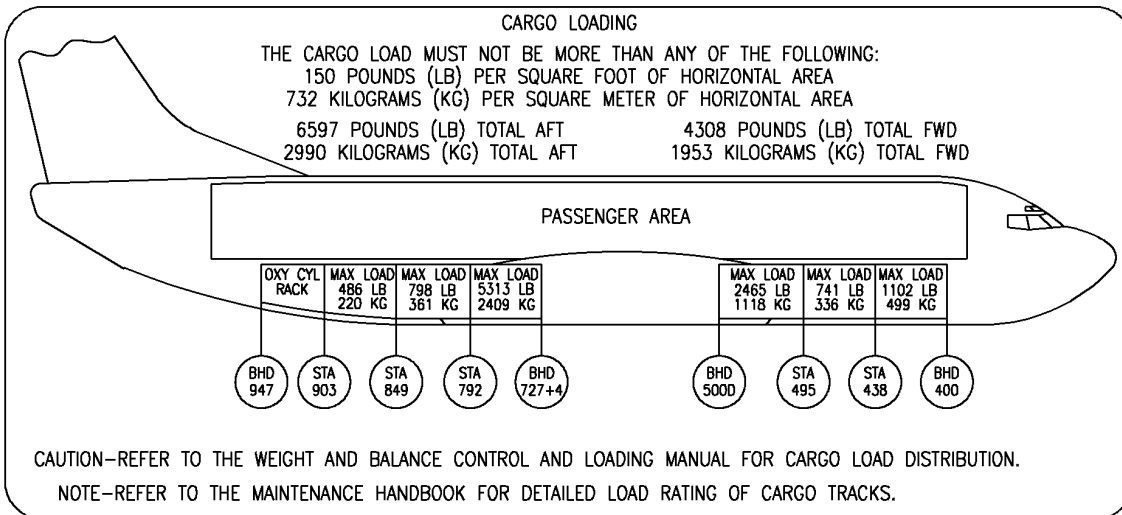 CARGO LOADING
THE CARGO LOAD MUST NOT BE MORE THAN ANY OF THE FOLLOWING:
150 POUNDS (LB) PER SQUARE FOOT OF HORIZONTAL AREA
732 KILOGRAMS (KG) PER SQUARE METER OF HORIZONTAL AREA
6597 POUNDS (LB) TOTAL AFT
2990 KILOGRAMS (KG) TOTAL AFT
4308 POUNDS (LB) TOTAL FWD
1953 KILOGRAMS (KG) TOTAL FWD
PASSENGER AREA
OXY CYL
RACK
MAX LOAD
486 LB
220 KG
MAX LOAD
798 LB
361 KG
MAX LOAD
5313 LB
2409 KG
MAX LOAD
2465 LB
1118 KG
MAX LOAD
741 LB
336 KG
MAX LOAD
1102 LB
499 KG
BHD
947
STA
903
STA
849
STA
792
BHD
727+4
BHD
500D
STA
495
STA
438
BHD
400
CAUTION-REFER TO THE WEIGHT AND BALANCE CONTROL AND LOADING MANUAL FOR CARGO LOAD DISTRIBUTION.
NOTE-REFER TO THE MAINTENANCE HANDBOOK FOR DETAILED LOAD RATING OF CARGO TRACKS.